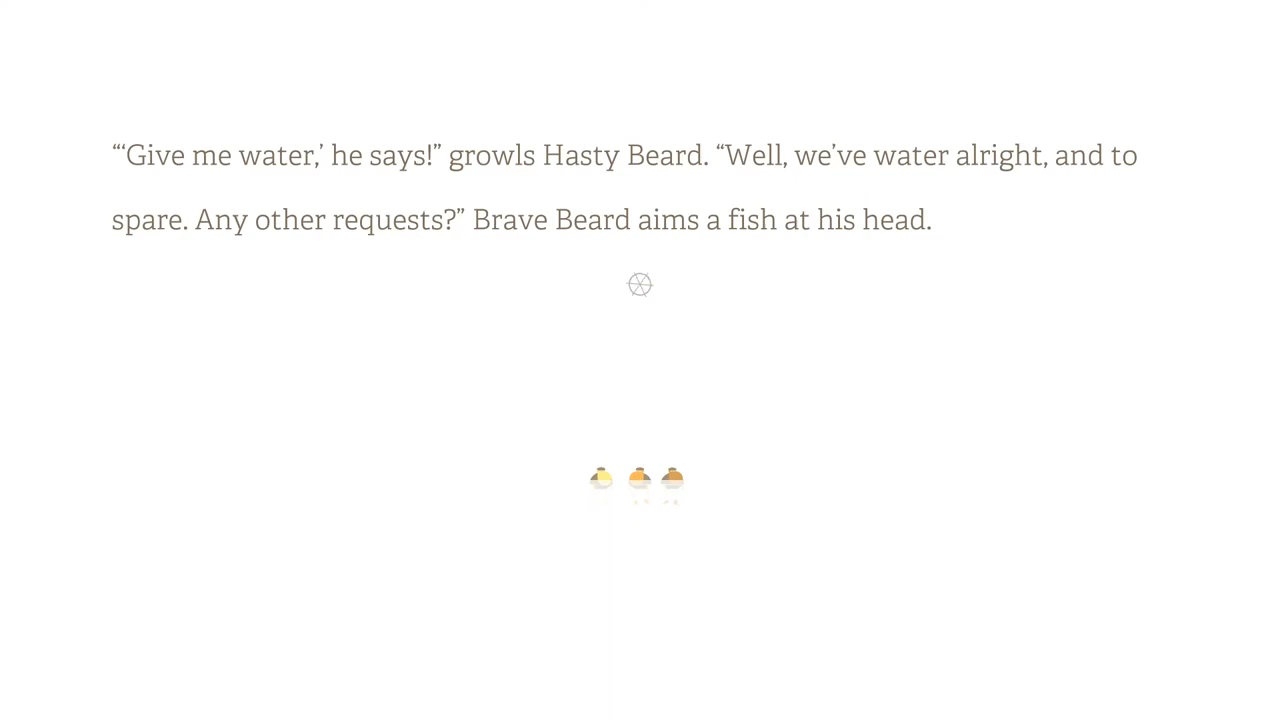 “‘Give me water,’ he says!” growls Hasty Beard. “Well, we’ve water alright, and to
spare. Any other requests?” Brave Beard aims a fish at his head.